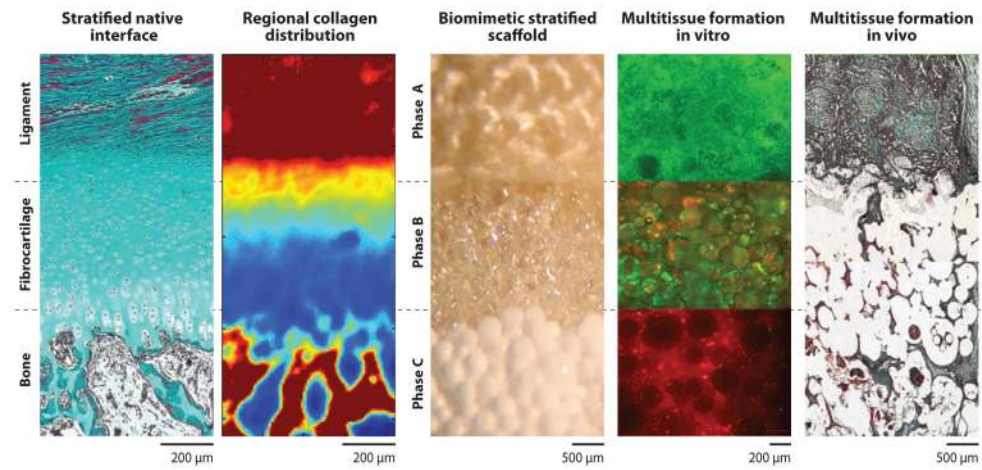 Stratified native
interface
Regional collagen
distribution
Biomimetic stratified
scaffold
Multitissue formation
in vitro
Multitissue formation
in vivo
Ligament
Fibrocartilage
Bone
Phase A
Phase B
Phase C
200 µm
200 µm
500 µm
200 µm
500 µm